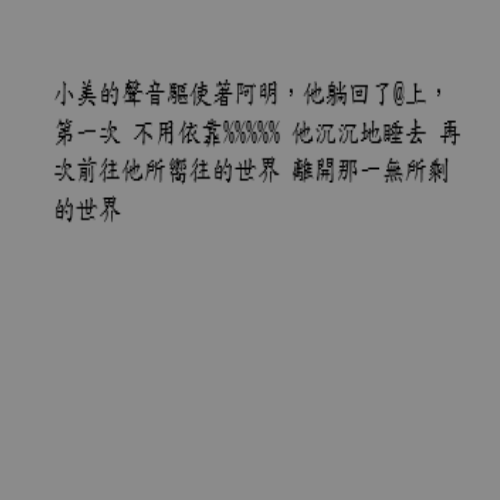 小美的聲音驅使著阿明，他躺回了@上，
第一次 不用依靠%%%%% 他沉沉地睡去 再
次前往他所嚮往的世界 離開那一無所剩
的世界